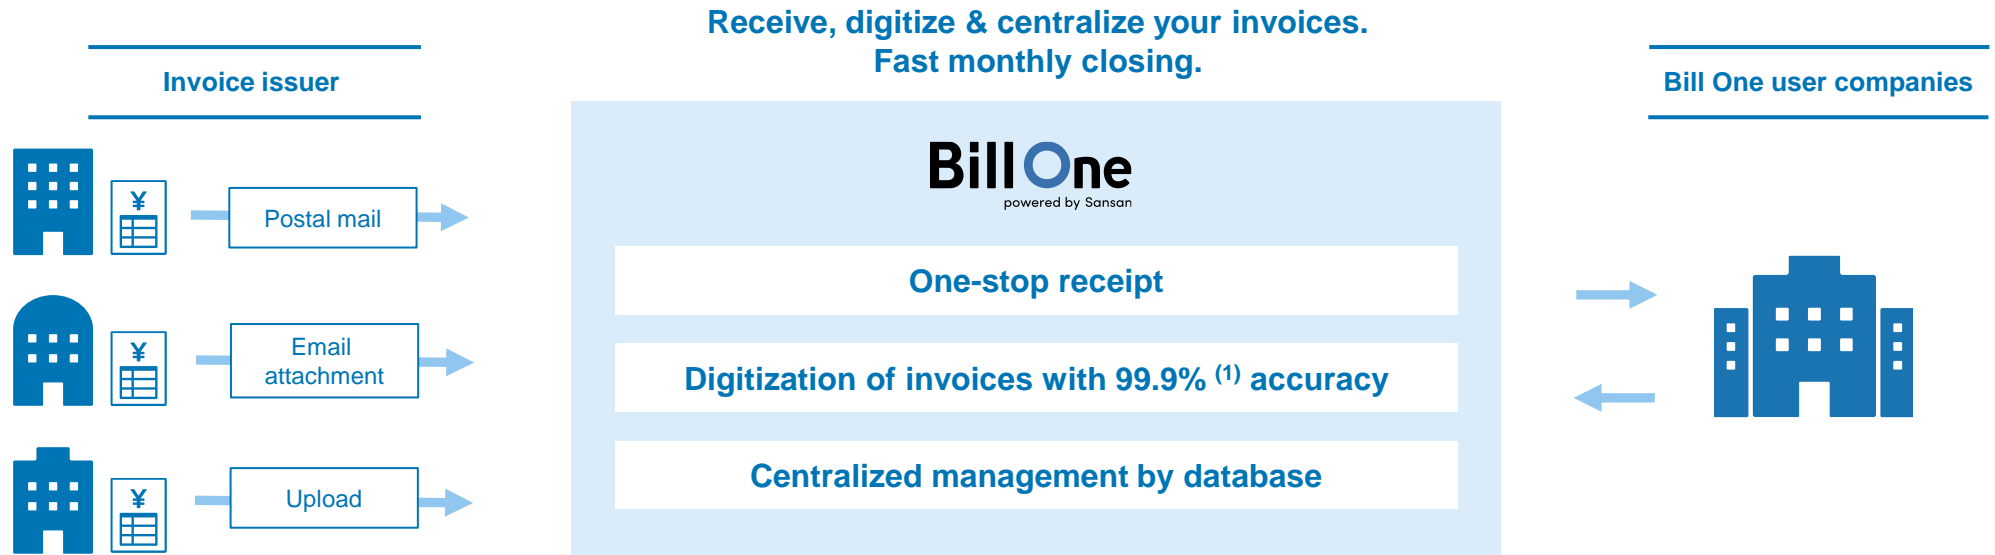 Receive, digitize & centralize your invoices.
Fast monthly closing.
Invoice issuer
¥
Postal mail
¥
Email
attachment
¥
Upload
Bill One
powered by Sansan
One-stop receipt
Digitization of invoices with 99.9% (1) accuracy
Centralized management by database
Bill One user companies